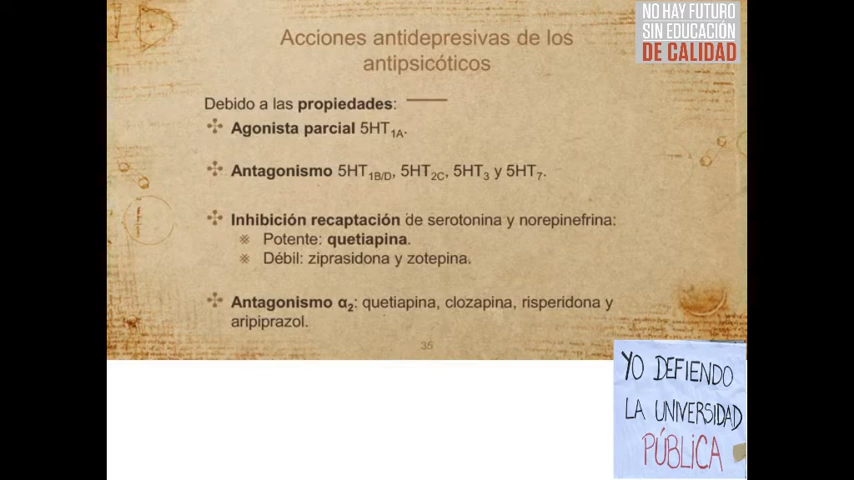 NO HAY FUTURO
SIN EDUCACIÓN
DE CALIDAD
Acciones antidepresivas de los
antipsicóticos
Debido a las propiedades:
Agonista parcial 5HT1A.
Antagonismo 5HT1B/D, 5HT2C, 5HT3 y 5HT7.
Inhibición recaptación de serotonina y norepinefrina:
Potente: quetiapina.
Débil: ziprasidona y zotepina.
Antagonismo α2: quetiapina, clozapina, risperidona y
aripiprazol.
35
YO DEFIENDO
LA UNIVERSIDAD
PÚBLICA